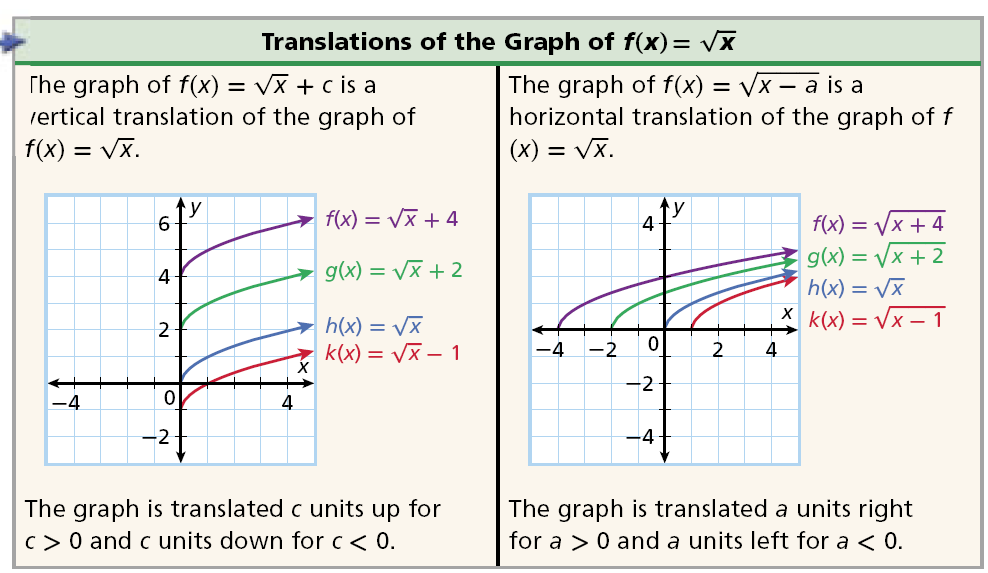 Translations of the Graph of f(x) = √x
The graph of f(x) = √x + c is a
vertical translation of the graph of
f(x) = √x.
y
6
4
2
0
−2
−4
4
x
f(x) = √x + 4
g(x) = √x + 2
h(x) = √x
k(x) = √x − 1
The graph is translated c units up for
c > 0 and c units down for c < 0.
The graph of f(x) = √(x − a) is a
horizontal translation of the graph of f
(x) = √x.
y
4
x
−4
−2
0
2
4
−2
−4
f(x) = √(x + 4)
g(x) = √(x + 2)
h(x) = √x
k(x) = √(x − 1)
The graph is translated a units right
for a > 0 and a units left for a < 0.